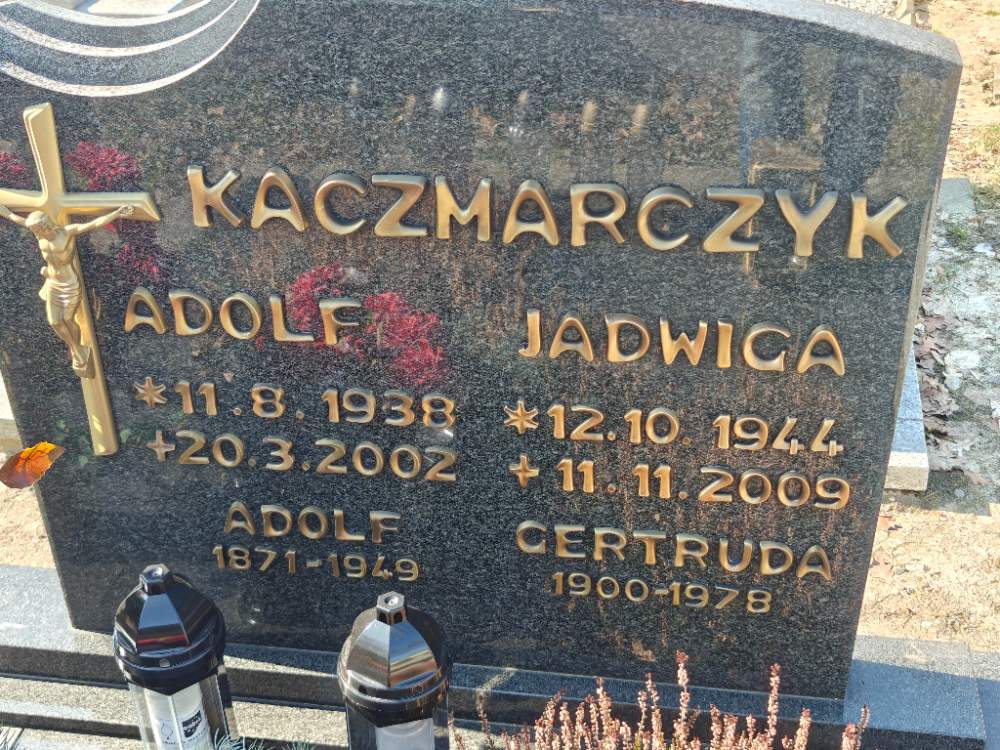 KACZMARCZYK
ADOLF JADWIGA
*11.8.1938 *12.10.1944
+20.3.2002 +11.11.2009
ADOLF GERTRUDA
1871-1949 1900-1978